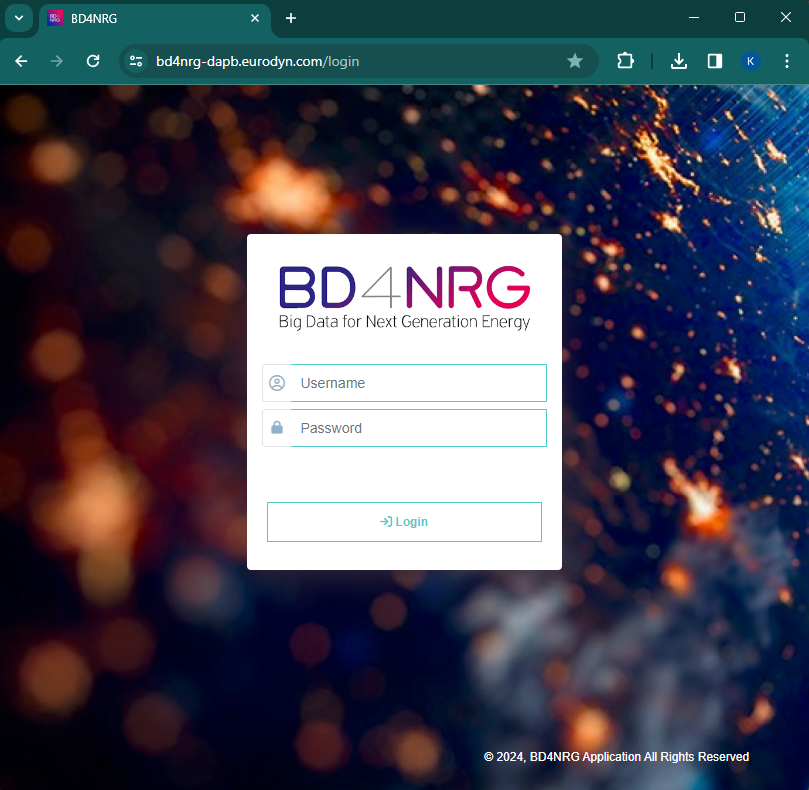 BD4NRG
bd4nrg-dapb.eurodyn.com/login
K
BD4NRG
Big Data for Next Generation Energy
Username
Password
Login
© 2024, BD4NRG Application All Rights Reserved